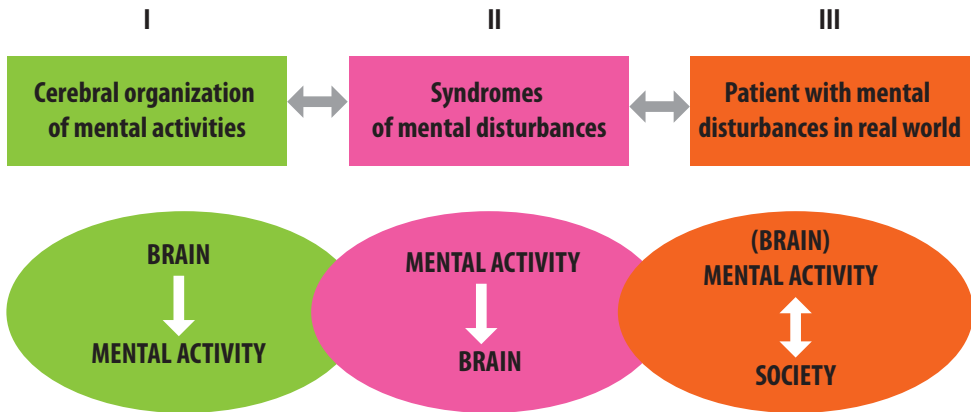 I
II
III
Cerebral organization
of mental activities
Syndromes
of mental disturbances
Patient with mental
disturbances in real world
BRAIN
MENTAL ACTIVITY
MENTAL ACTIVITY
BRAIN
(BRAIN)
MENTAL ACTIVITY
SOCIETY